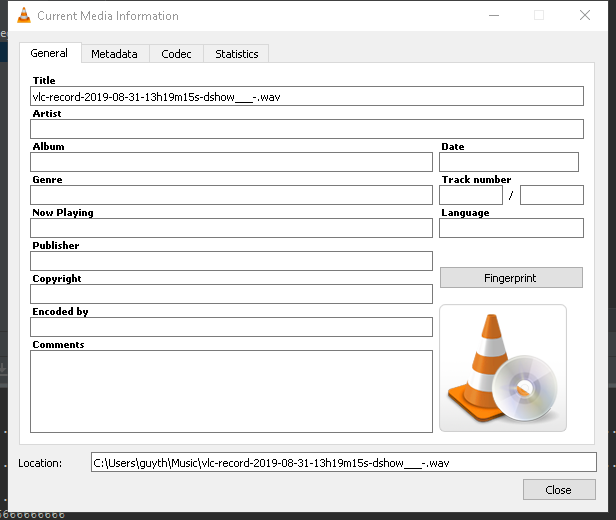 Current Media Information
General Metadata Codec Statistics
Title
vlc-record-2019-08-31-13h19m15s-dshow___-.wav
Artist
Album Date
Genre Track number
/
Now Playing Language
Publisher
Fingerprint
Copyright
Encoded by
Comments
Location: C:\Users\guyth\Music\vlc-record-2019-08-31-13h19m15s-dshow___-.wav
Close